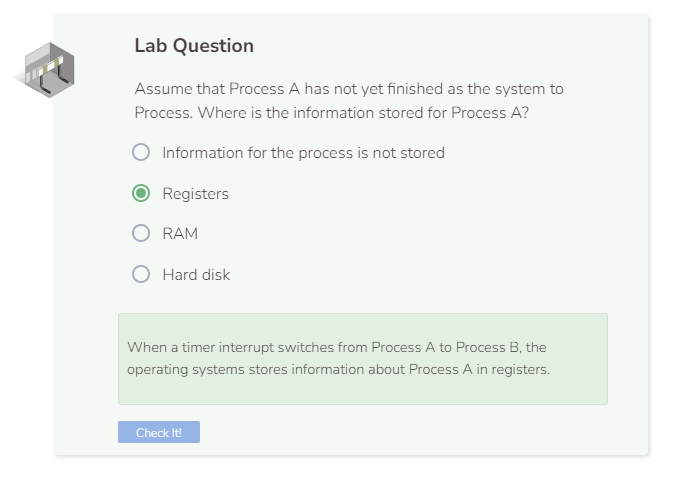 Lab Question
Assume that Process A has not yet finished as the system to
Process. Where is the information stored for Process A?
Information for the process is not stored
Registers
RAM
Hard disk
When a timer interrupt switches from Process A to Process B, the
operating systems stores information about Process A in registers.
Check It!